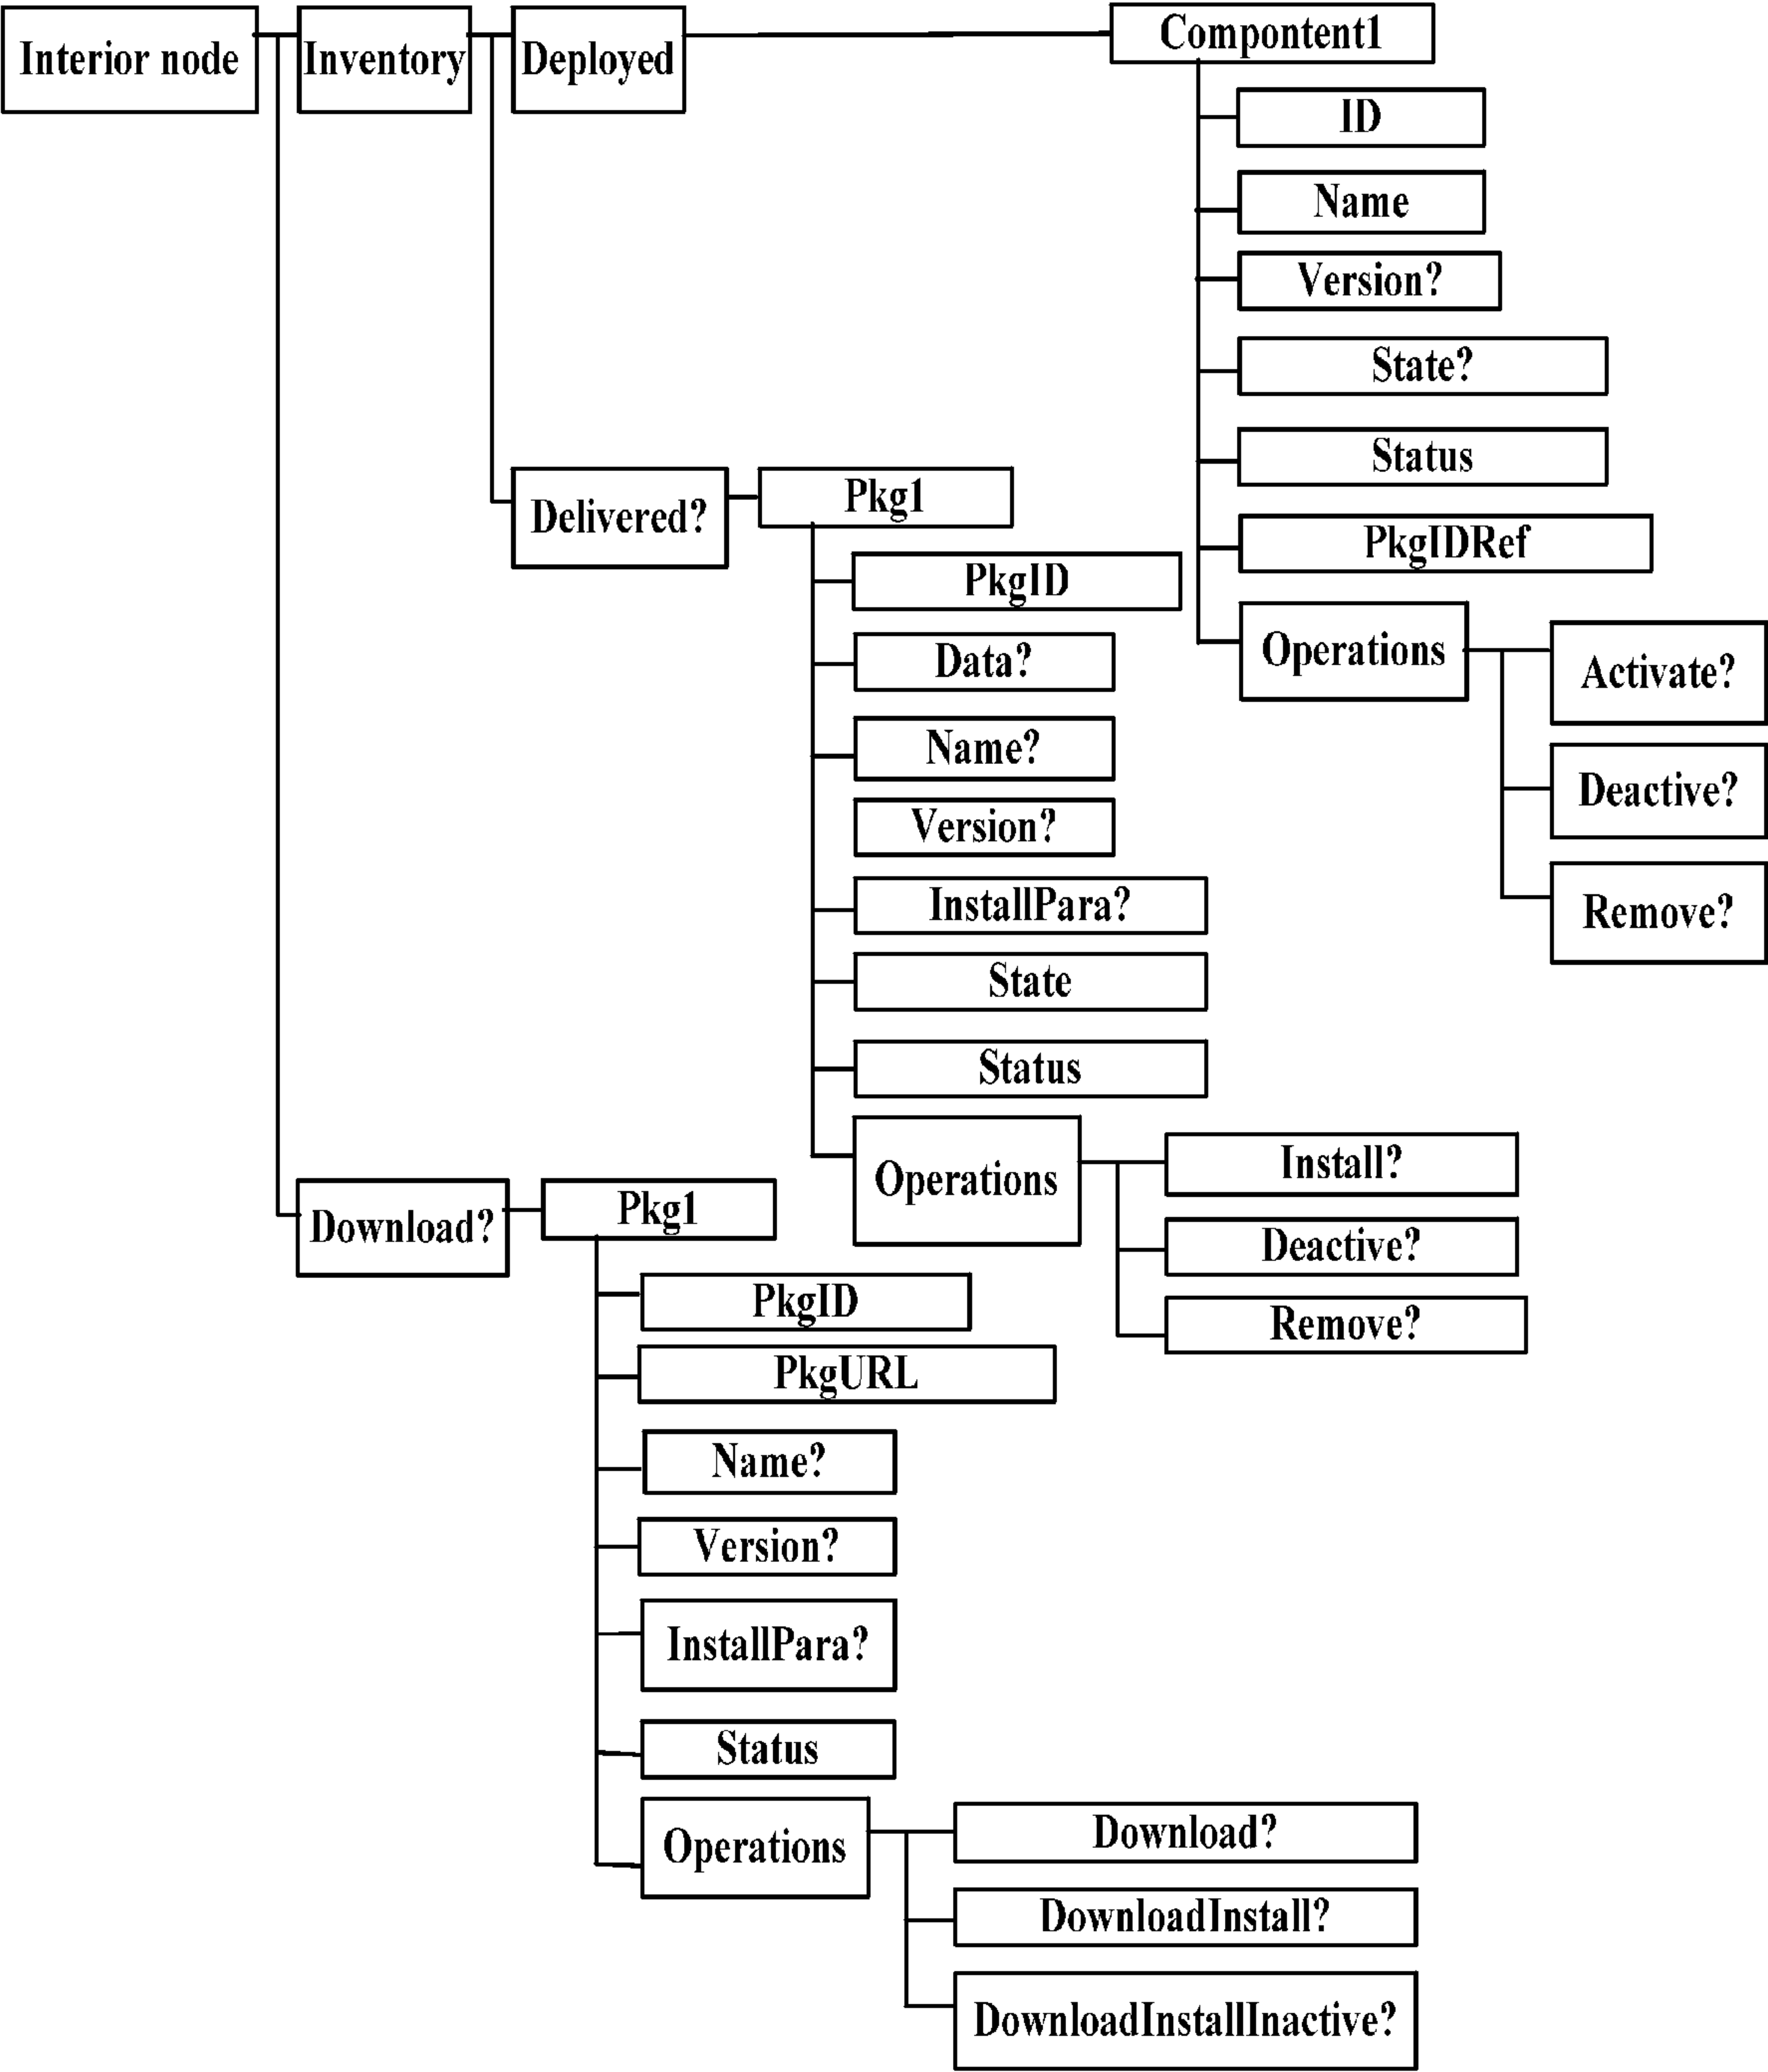 Interior node
Inventory
Deployed
Compontent1
ID
Name
Version?
State?
Status
PkgIDRef
Operations
Activate?
Deactive?
Remove?
Delivered?
Pkg1
PkgID
Data?
Name?
Version?
InstallPara?
State
Status
Operations
Install?
Deactive?
Remove?
Download?
Pkg1
PkgID
PkgURL
Name?
Version?
InstallPara?
Status
Operations
Download?
DownloadInstall?
DownloadInstallInactive?